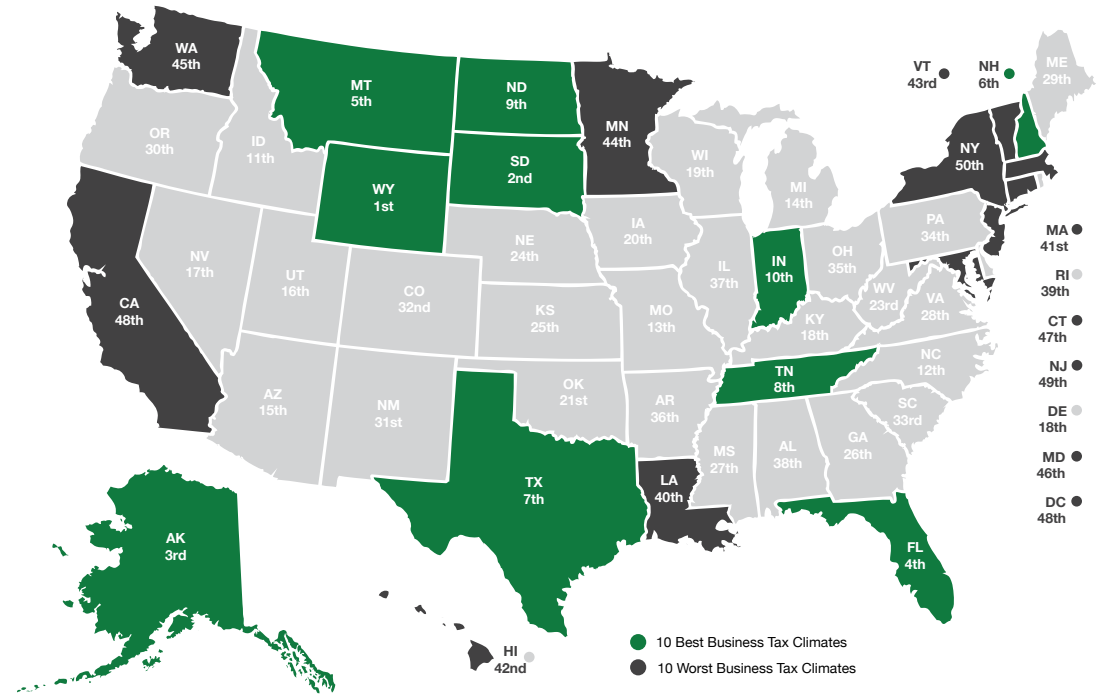 WA
45th
MT
5th
ND
9th
MN
44th
VT
43rd
NH
6th
ME
29th
OR
30th
ID
11th
WY
1st
SD
2nd
WI
19th
MI
14th
NY
50th
CA
48th
NV
17th
UT
16th
CO
32nd
NE
24th
IA
20th
IL
37th
IN
10th
OH
35th
PA
34th
WV
23rd
VA
28th
KS
25th
MO
13th
KY
18th
MA
41st
RI
39th
CT
47th
NJ
49th
DE
18th
MD
46th
DC
48th
AZ
15th
NM
31st
OK
21st
AR
36th
TN
8th
NC
12th
SC
33rd
MS
27th
AL
38th
GA
26th
TX
7th
LA
40th
FL
4th
AK
3rd
HI
42nd
10 Best Business Tax Climates
10 Worst Business Tax Climates